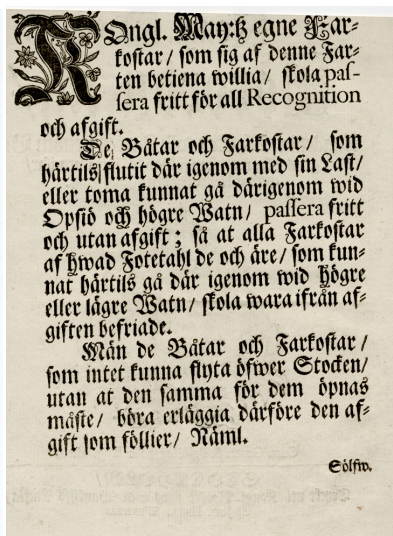 KOngl. May:tz egne Far-
kostar / som sig af denne Far-
ten betiena willia / skola pas-
sera fritt för all Recognition
och afgift.
De Båtar och Farkostar / som
härtils flutit där igenom med sin Last /
eller toma kunnat gå därigenom wid
Opsiö och högre Watn / passera fritt
och utan afgift ; så at alla Farkostar
af hwad Fotetahl de och äre / som kun-
nat härtils gå där igenom wid högre
eller lägre Watn / skola wara ifrån af-
giften befriade.
Män de Båtar och Farkostar /
som intet kunna flyta öfwer Stocken /
utan at den samma för dem öpnas
måste / böra erläggia därföre den af-
gift som föllier / Näml.
Sölfw.